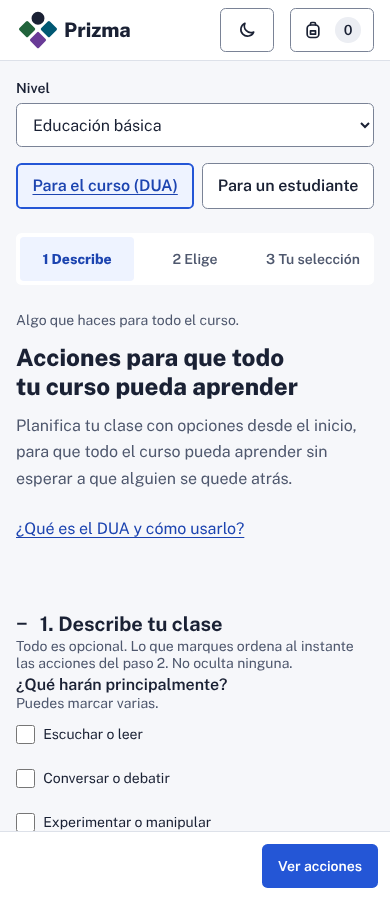 Prizma
0
Nivel
Educación básica
Para el curso (DUA)
Para un estudiante
1 Describe
2 Elige
3 Tu selección
Algo que haces para todo el curso.
Acciones para que todo
tu curso pueda aprender
Planifica tu clase con opciones desde el inicio,
para que todo el curso pueda aprender sin
esperar a que alguien se quede atrás.
¿Qué es el DUA y cómo usarlo?
− 1. Describe tu clase
Todo es opcional. Lo que marques ordena al instante
las acciones del paso 2. No oculta ninguna.
¿Qué harán principalmente?
Puedes marcar varias.
Escuchar o leer
Conversar o debatir
Experimentar o manipular
Ver acciones